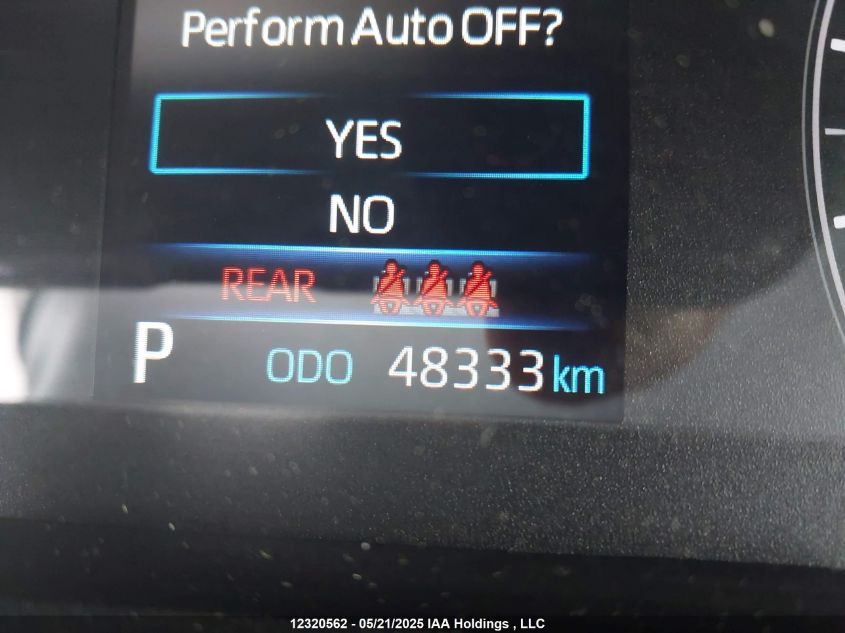 Perform Auto OFF?
YES
NO
REAR
P ODO 48333 km
12320562 - 05/21/2025 IAA Holdings , LLC